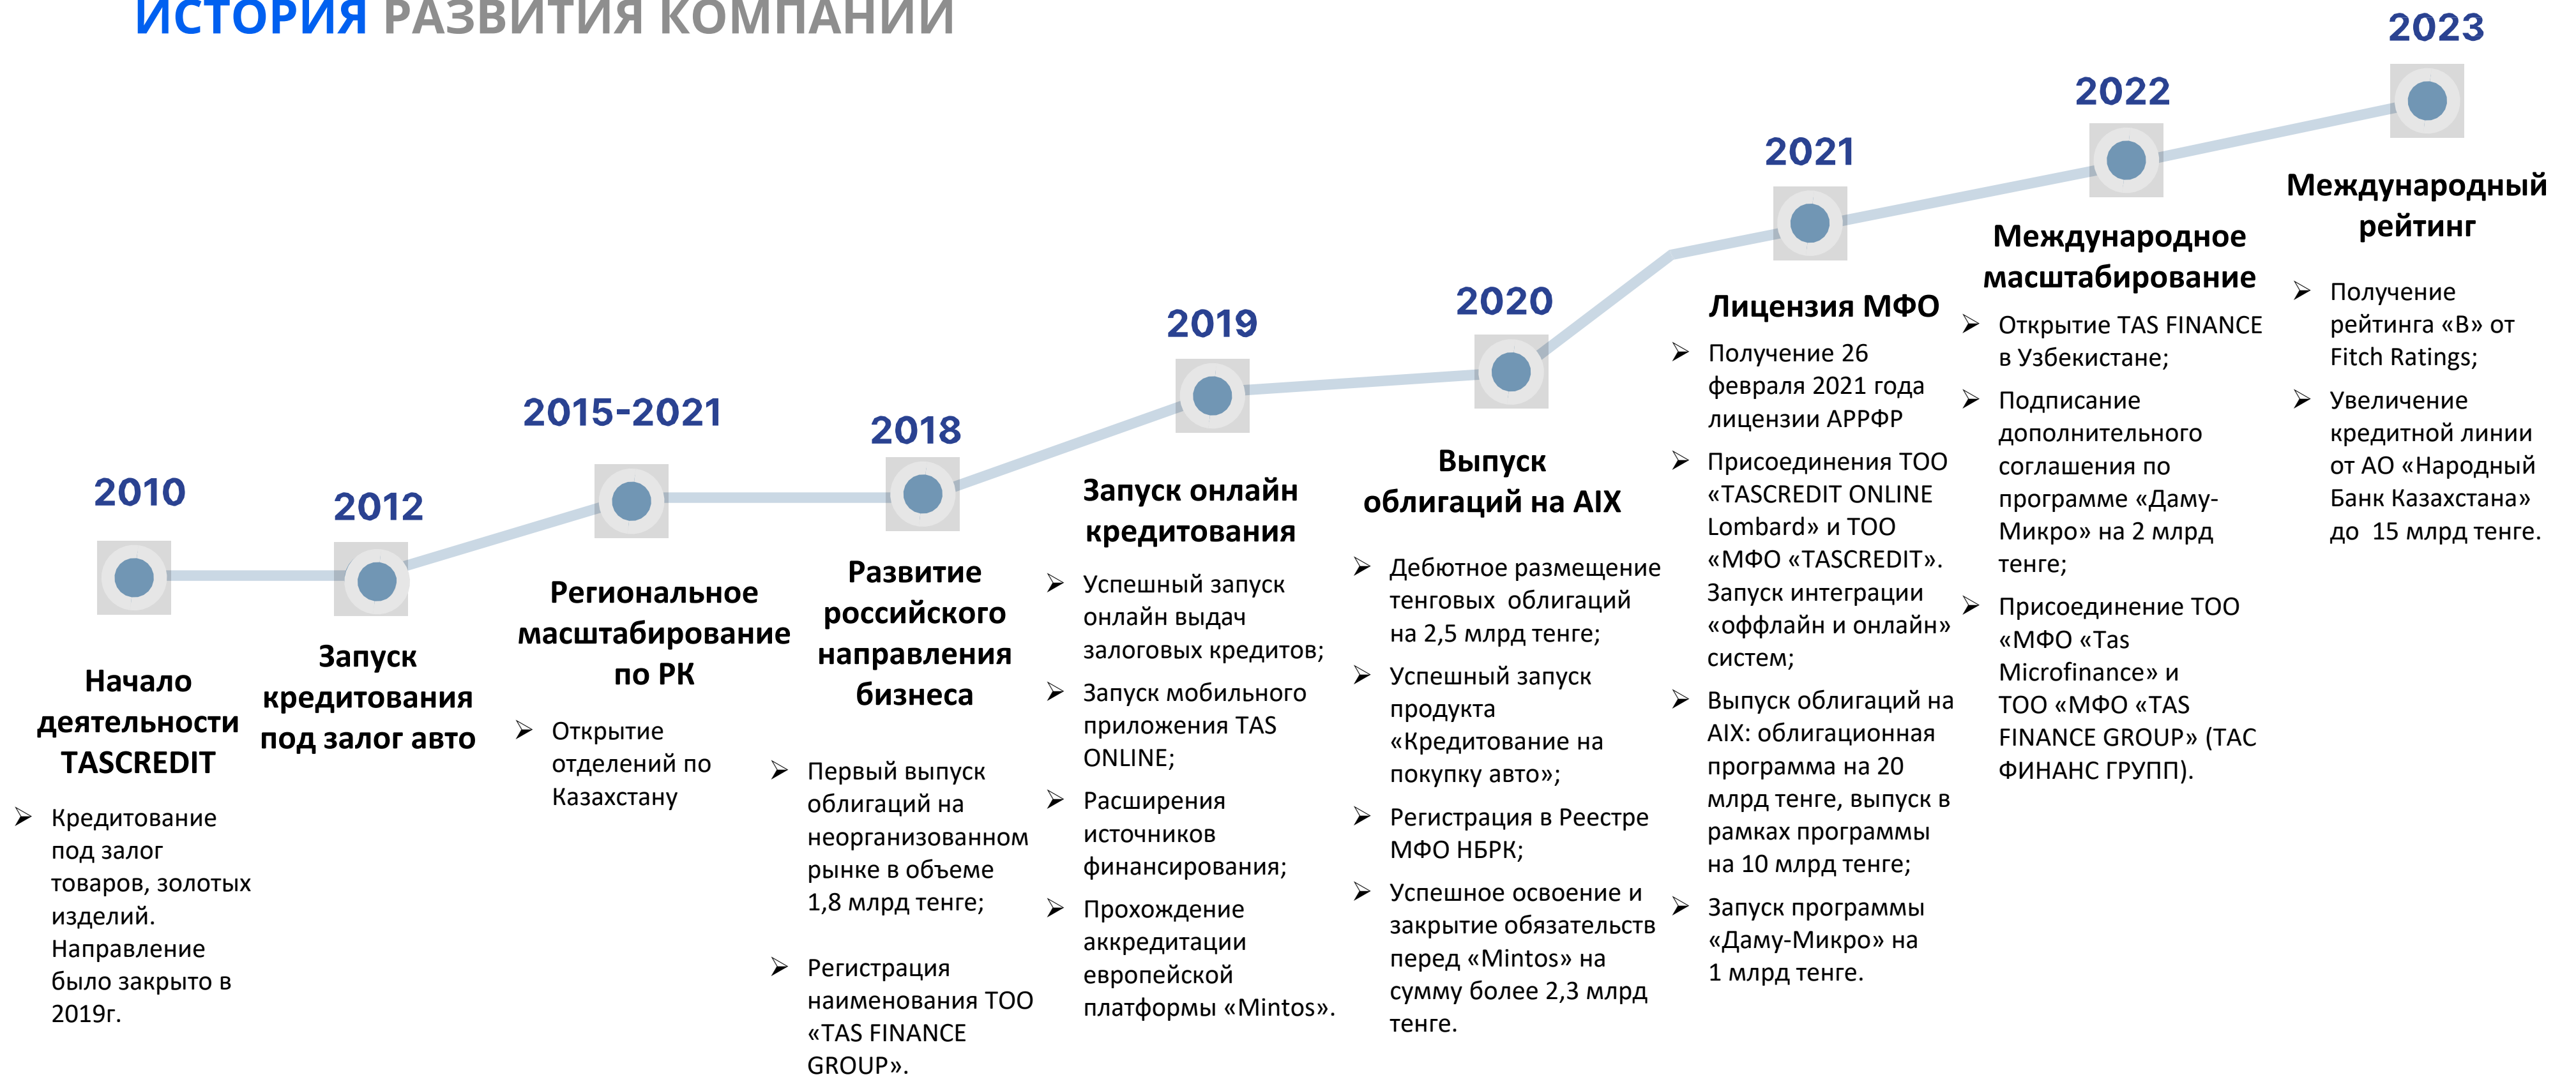 ИСТОРИЯ РАЗВИТИЯ КОМПАНИИ
2010
Начало
деятельности
TASCREDIT
Кредитование
под залог
товаров, золотых
изделий.
Направление
было закрыто в
2019г.
2012
Запуск
кредитования
под залог авто
2015-2021
Региональное
масштабирование
по РК
Открытие
отделений по
Казахстану
2018
Развитие
российского
направления
бизнеса
Первый выпуск
облигаций на
неорганизованном
рынке в объеме
1,8 млрд тенге;
Регистрация
наименования ТОО
«TAS FINANCE
GROUP».
2019
Запуск онлайн
кредитования
Успешный запуск
онлайн выдач
залоговых кредитов;
Запуск мобильного
приложения TAS
ONLINE;
Расширения
источников
финансирования;
Прохождение
аккредитации
европейской
платформы «Mintos».
2020
Выпуск
облигаций на AIX
Дебютное размещение
тенговых облигаций
на 2,5 млрд тенге;
Успешный запуск
продукта
«Кредитование на
покупку авто»;
Регистрация в Реестре
МФО НБРК;
Успешное освоение и
закрытие обязательств
перед «Mintos» на
сумму более 2,3 млрд
тенге.
2021
Лицензия МФО
Получение 26
февраля 2021 года
лицензии АРРФР
Присоединения ТОО
«TASCREDIT ONLINE
Lombard» и ТОО
«МФО «TASCREDIT».
Запуск интеграции
«оффлайн и онлайн»
систем;
Выпуск облигаций на
AIX: облигационная
программа на 20
млрд тенге, выпуск в
рамках программы
на 10 млрд тенге;
Запуск программы
«Даму-Микро» на
1 млрд тенге.
2022
Международное
масштабирование
Открытие TAS FINANCE
в Узбекистане;
Подписание
дополнительного
соглашения по
программе «Даму-
Микро» на 2 млрд
тенге;
Присоединение ТОО
«МФО «Tas
Microfinance» и
ТОО «МФО «TAS
FINANCE GROUP» (ТАС
ФИНАНС ГРУПП).
2023
Международный
рейтинг
Получение
рейтинга «B» от
Fitch Ratings;
Увеличение
кредитной линии
от АО «Народный
Банк Казахстана»
до 15 млрд тенге.